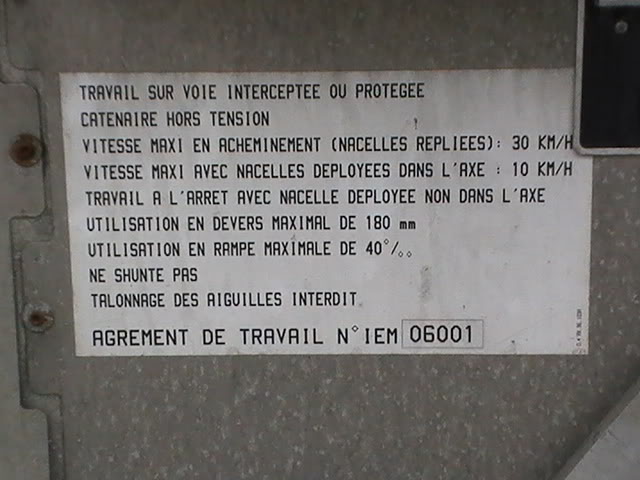 TRAVAIL SUR VOIE INTERCEPTEE OU PROTEGEE
CATENAIRE HORS TENSION
VITESSE MAXI EN ACHEMINEMENT (NACELLES REPLIEES): 30 KM/H
VITESSE MAXI AVEC NACELLES DEPLOYEES DANS L'AXE : 10 KM/H
TRAVAIL A L'ARRET AVEC NACELLE DEPLOYEE NON DANS L'AXE
UTILISATION EN DEVERS MAXIMAL DE 180 mm
UTILISATION EN RAMPE MAXIMALE DE 40°/₀₀
NE SHUNTE PAS
TALONNAGE DES AIGUILLES INTERDIT
AGREMENT DE TRAVAIL N°IEM 06001